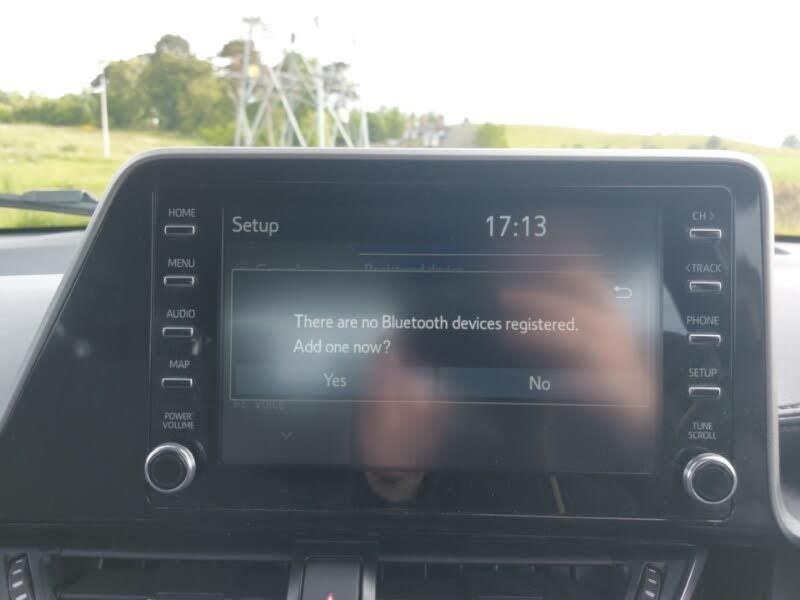 HOME
MENU
AUDIO
MAP
POWER
VOLUME
Setup
17:13
There are no Bluetooth devices registered.
Add one now?
Yes
No
VOICE
CH >
< TRACK
PHONE
SETUP
TUNE
SCROLL